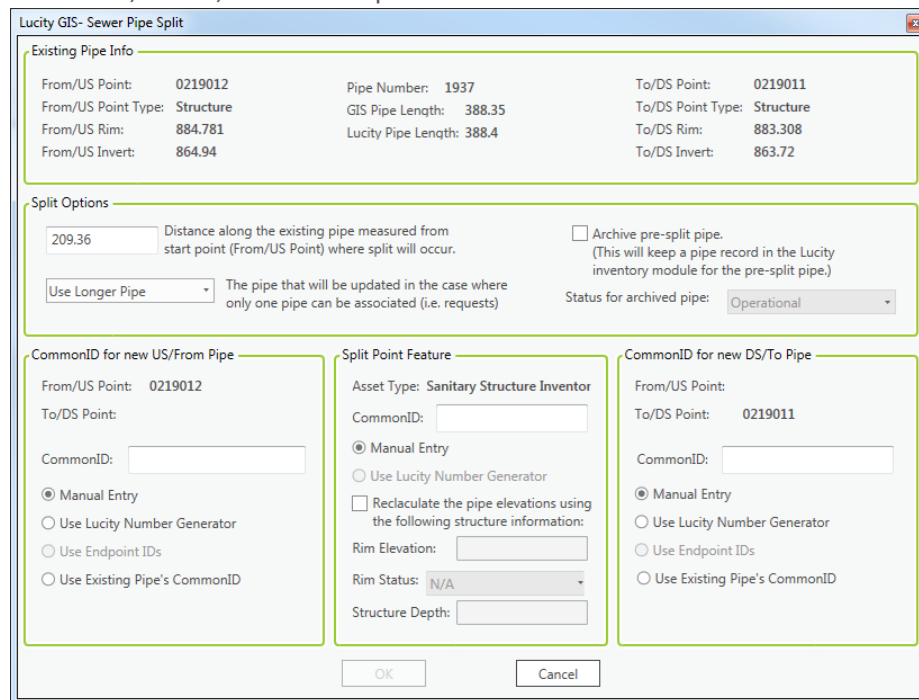 Lucity GIS- Sewer Pipe Split
Existing Pipe Info
From/US Point: 0219012
From/US Point Type: Structure
From/US Rim: 884.781
From/US Invert: 864.94
Pipe Number: 1937
GIS Pipe Length: 388.35
Lucity Pipe Length: 388.4
To/DS Point: 0219011
To/DS Point Type: Structure
To/DS Rim: 883.308
To/DS Invert: 863.72
Split Options
209.36
Distance along the existing pipe measured from
start point (From/US Point) where split will occur.
Use Longer Pipe
The pipe that will be updated in the case where
only one pipe can be associated (i.e. requests)
Archive pre-split pipe.
(This will keep a pipe record in the Lucity
inventory module for the pre-split pipe.)
Status for archived pipe: Operational
CommonID for new US/From Pipe
From/US Point: 0219012
To/DS Point:
CommonID:
Manual Entry
Use Lucity Number Generator
Use Endpoint IDs
Use Existing Pipe's CommonID
Split Point Feature
Asset Type: Sanitary Structure Inventor
CommonID:
Manual Entry
Use Lucity Number Generator
Reclaculate the pipe elevations using
the following structure information:
Rim Elevation:
Rim Status: N/A
Structure Depth:
CommonID for new DS/To Pipe
From/US Point:
To/DS Point: 0219011
CommonID:
Manual Entry
Use Lucity Number Generator
Use Endpoint IDs
Use Existing Pipe's CommonID
OK
Cancel